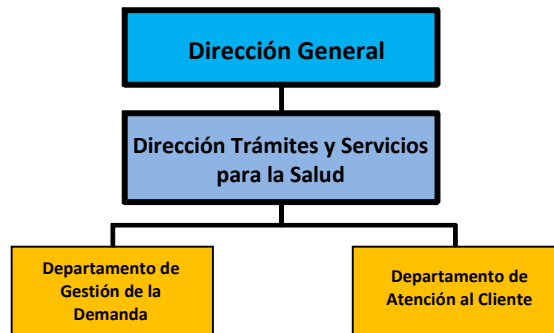 Dirección General
Dirección Trámites y Servicios
para la Salud
Departamento de
Gestión de la
Demanda
Departamento de
Atención al Cliente